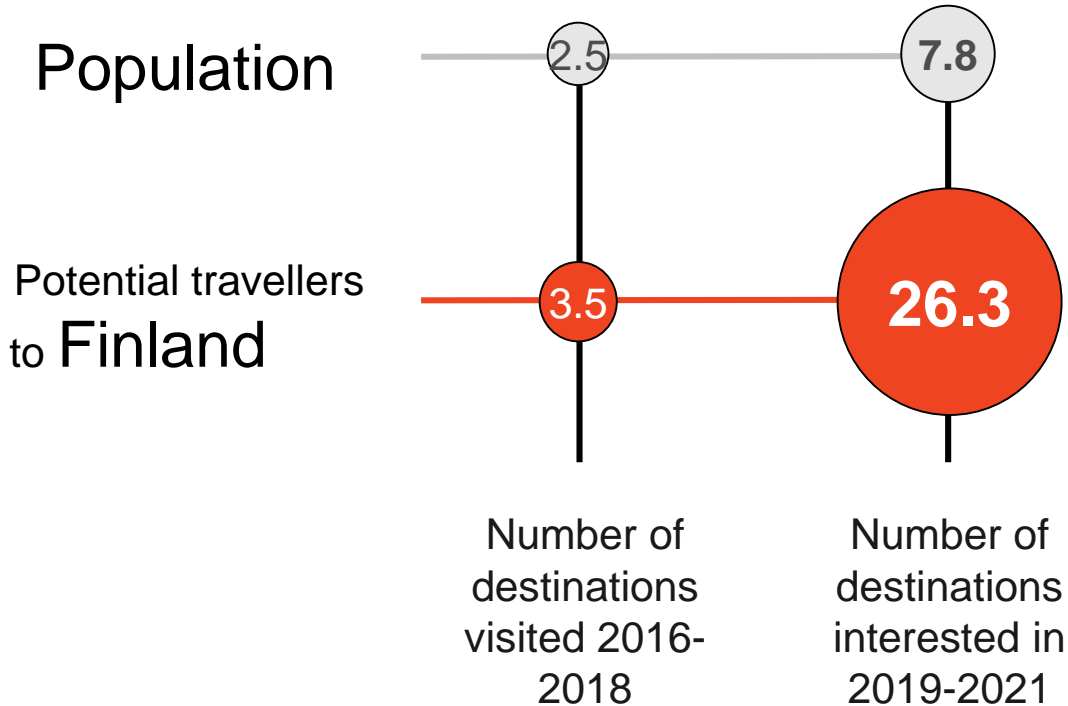 Population
2.5
7.8
Potential travellers
to Finland
3.5
26.3
Number of
destinations
visited 2016-
2018
Number of
destinations
interested in
2019-2021